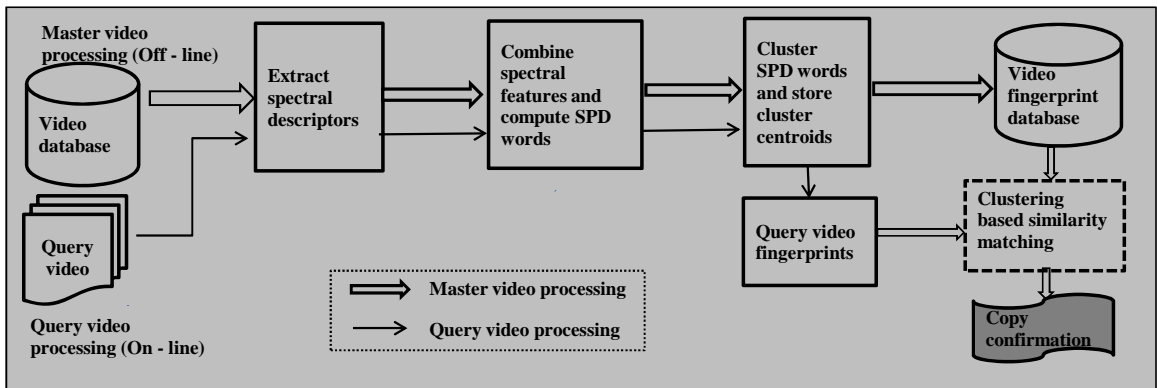 Master video
processing (Off - line)
Video
database
Query
video
Query video
processing (On - line)
Extract
spectral
descriptors
Combine
spectral
features and
compute SPD
words
Cluster
SPD words
and store
cluster
centroids
Video
fingerprint
database
Query video
fingerprints
Clustering
based similarity
matching
Copy
confirmation
Master video processing
Query video processing